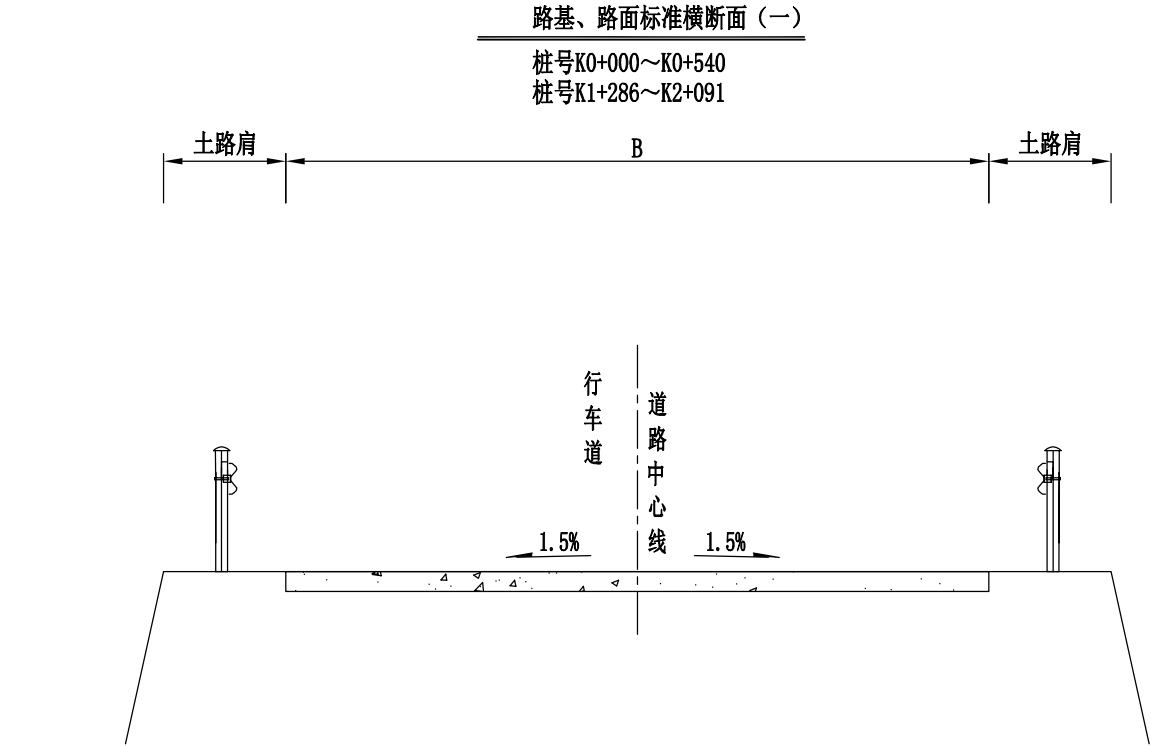 路基、路面标准横断面（一）
桩号K0+000～K0+540
桩号K1+286～K2+091
土路肩
B
土路肩
行车道
道路中心线
1.5%
1.5%